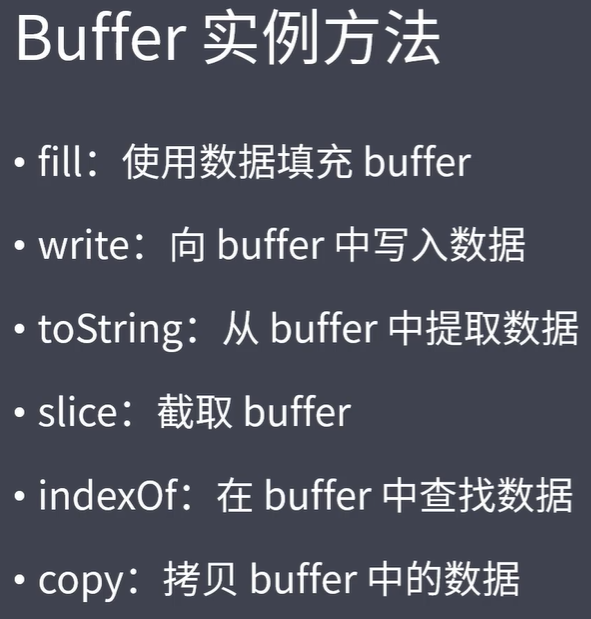 Buffer 实例方法
• fill：使用数据填充 buffer
• write：向 buffer 中写入数据
• toString：从 buffer 中提取数据
• slice：截取 buffer
• indexOf：在 buffer 中查找数据
• copy：拷贝 buffer 中的数据